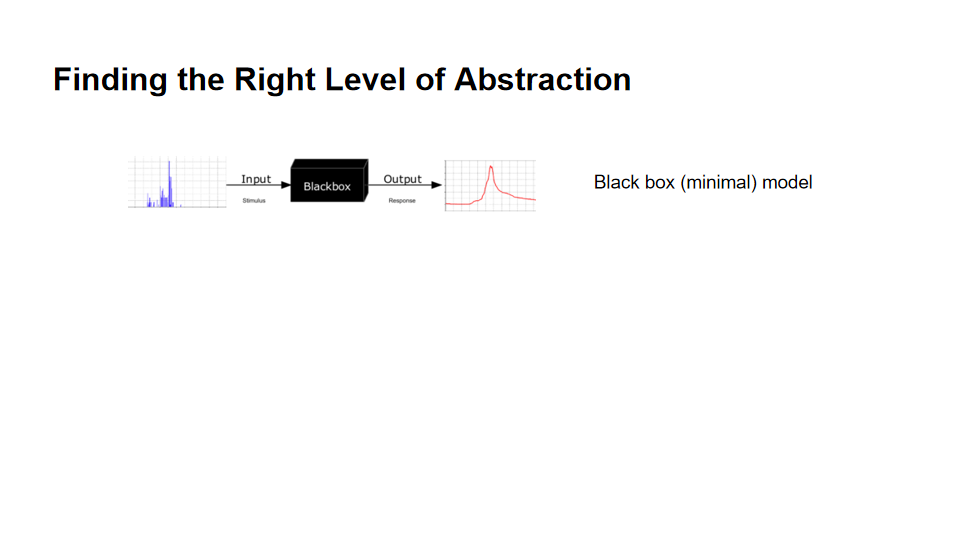 Finding the Right Level of Abstraction
Input
Stimulus
Blackbox
Output
Response
Black box (minimal) model